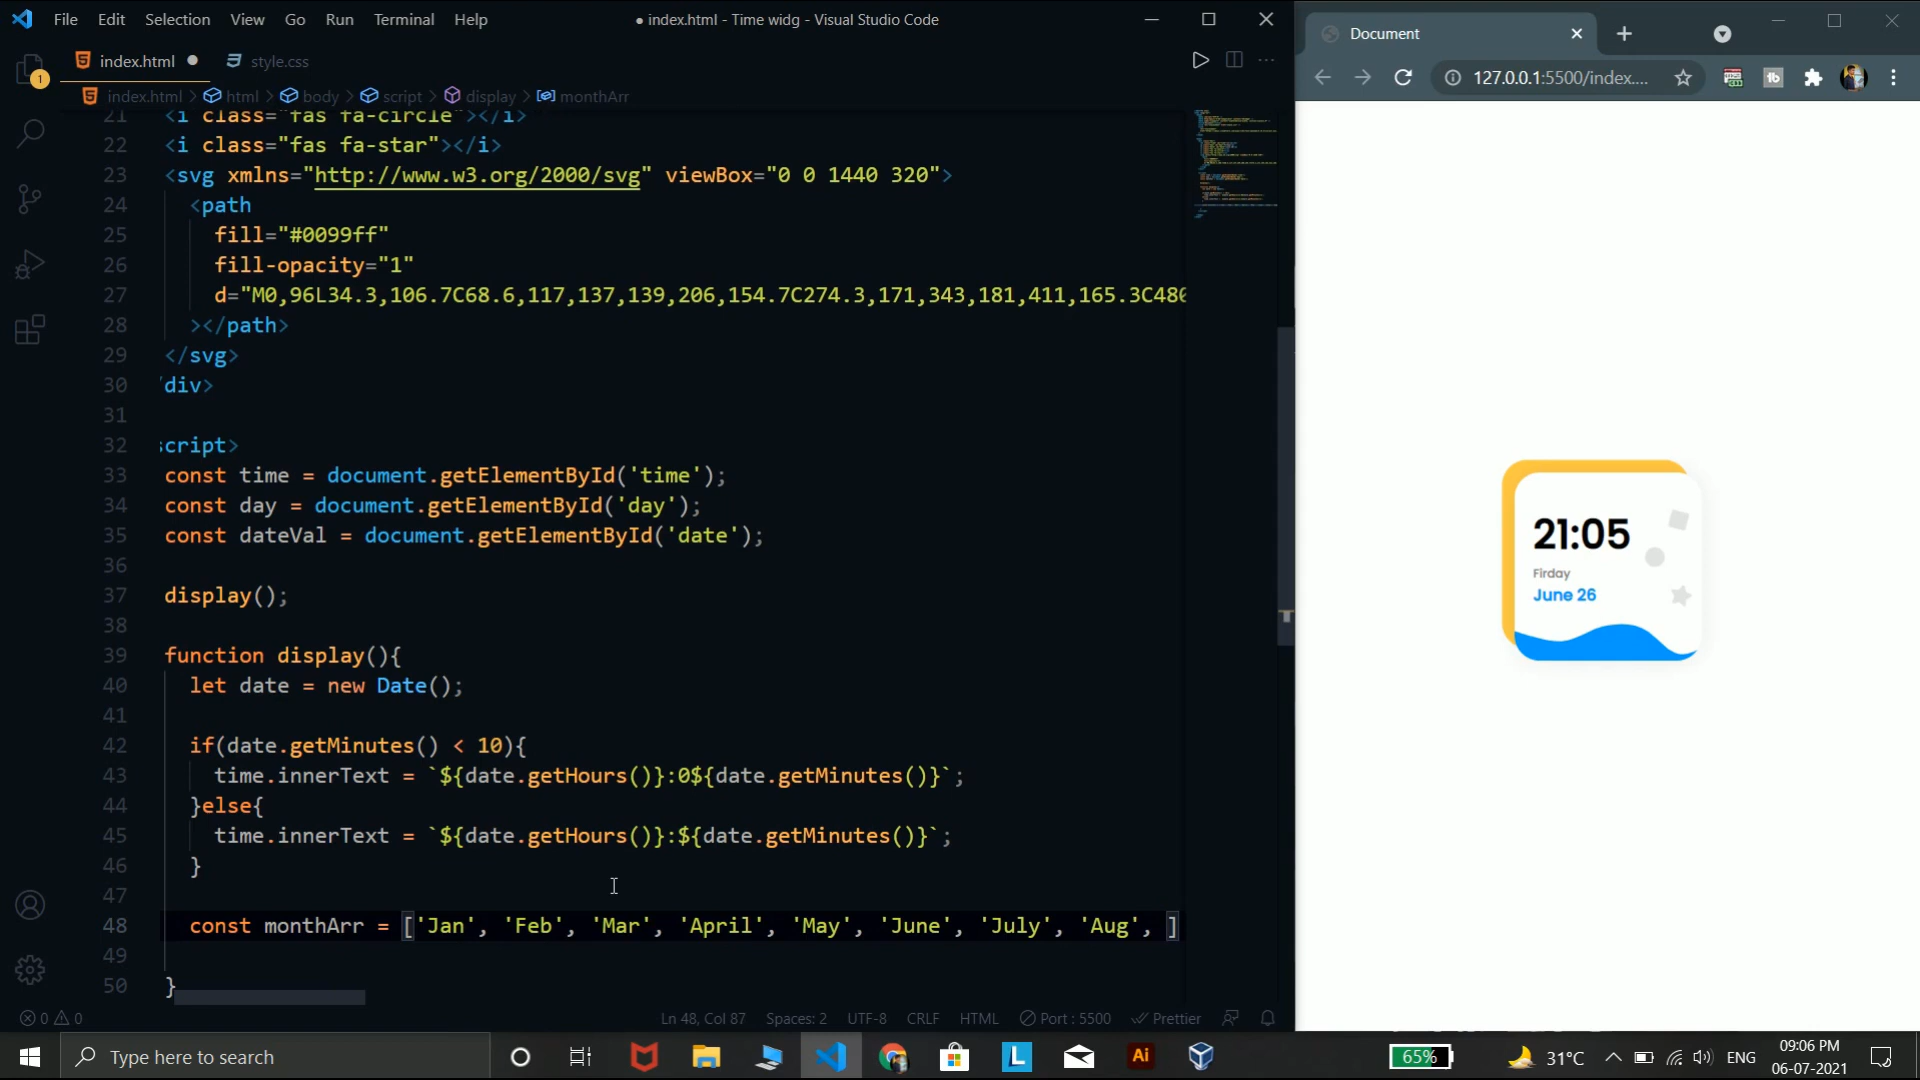 File Edit Selection View Go Run Terminal Help
● index.html - Time widg - Visual Studio Code
index.html ●
style.css
index.html > html > body > script > display > monthArr
1
21 <i class="fas fa-circle"></i>
22 <i class="fas fa-star"></i>
23 <svg xmlns="http://www.w3.org/2000/svg" viewBox="0 0 1440 320">
24 <path
25 fill="#0099ff"
26 fill-opacity="1"
27 d="M0,96L34.3,106.7C68.6,117,137,139,206,154.7C274.3,171,343,181,411,165.3C480
28 ></path>
29 </svg>
30 /div>
31
32 script>
33 const time = document.getElementById('time');
34 const day = document.getElementById('day');
35 const dateVal = document.getElementById('date');
36
37 display();
38
39 function display(){
40 let date = new Date();
41
42 if(date.getMinutes() < 10){
43 time.innerText = `${date.getHours()}:0${date.getMinutes()}`;
44 }else{
45 time.innerText = `${date.getHours()}:${date.getMinutes()}`;
46 }
47
48 const monthArr = ['Jan', 'Feb', 'Mar', 'April', 'May', 'June', 'July', 'Aug', ]
49
50 }
0 0
Ln 48, Col 87 Spaces: 2 UTF-8 CRLF HTML Port : 5500 Prettier
Document
127.0.0.1:5500/index....
tb
21:05
Firday
June 26
Type here to search
L
Ai
65%
31°C
ENG
09:06 PM
06-07-2021